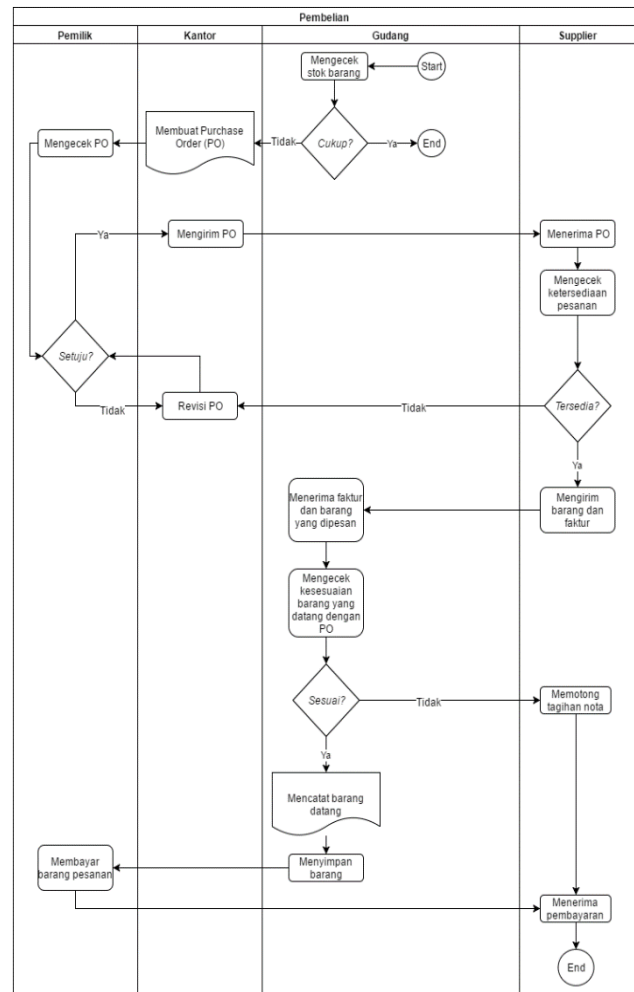 Pembelian
Pemilik
Kantor
Gudang
Supplier
Mengecek
stok barang
Start
Mengecek PO
Membuat Purchase
Order (PO)
Tidak
Cukup?
Ya
End
Ya
Mengirim PO
Menerima PO
Mengecek
ketersediaan
pesanan
Setuju?
Tidak
Revisi PO
Tidak
Tersedia?
Ya
Menerima faktur
dan barang
yang dipesan
Mengirim
barang dan
faktur
Mengecek
kesesuaian
barang yang
datang dengan
PO
Sesuai?
Tidak
Memotong
tagihan nota
Ya
Mencatat barang
datang
Membayar
barang pesanan
Menyimpan
barang
Menerima
pembayaran
End